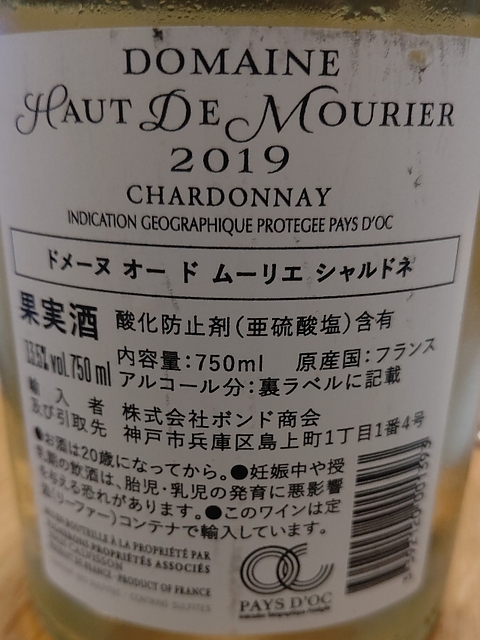 DOMAINE
HAUT DE MOURIER
2019
CHARDONNAY
INDICATION GEOGRAPHIQUE PROTEGEE PAYS D'OC
ドメーヌ オー ド ムーリエ シャルドネ
果実酒 酸化防止剤(亜硫酸塩)含有
13.5% vol. 750 ml 内容量:750ml 原産国:フランス
アルコール分:裏ラベルに記載
輸入者 株式会社ボンド商会
及び引取先 神戸市兵庫区島上町1丁目1番4号
●お酒は20歳になってから。●妊娠中や授
乳期の飲酒は、胎児・乳児の発育に悪影響
を与える恐れがあります。●このワインは定
温(リーファー)コンテナで輸入しています。
BOUTEILLE À LA PROPRIÉTÉ PAR
PROPRIÉTÉS ASSOCIÉS
CALVISSON
PRODUCT OF FRANCE
PAYS D'OC